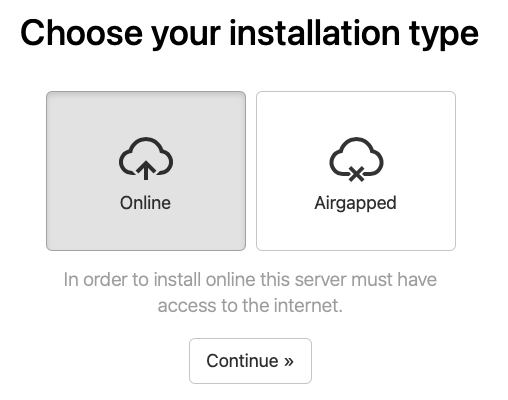 Choose your installation type
Online
Airgapped
In order to install online this server must have
access to the internet.
Continue »